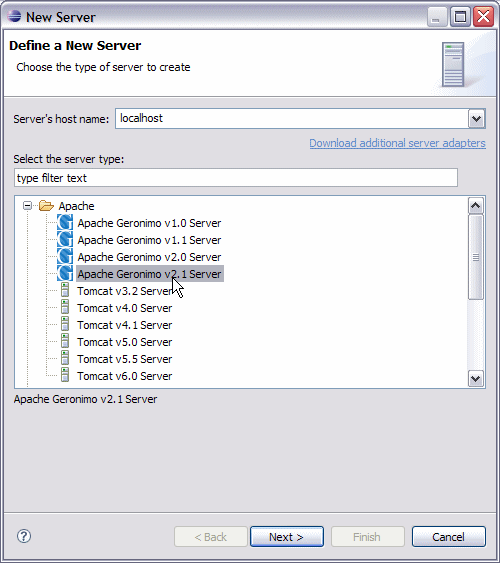 New Server
Define a New Server
Choose the type of server to create
Server's host name: localhost
Download additional server adapters
Select the server type:
type filter text
Apache
Apache Geronimo v1.0 Server
Apache Geronimo v1.1 Server
Apache Geronimo v2.0 Server
Apache Geronimo v2.1 Server
Tomcat v3.2 Server
Tomcat v4.0 Server
Tomcat v4.1 Server
Tomcat v5.0 Server
Tomcat v5.5 Server
Tomcat v6.0 Server
Apache Geronimo v2.1 Server
? < Back Next > Finish Cancel